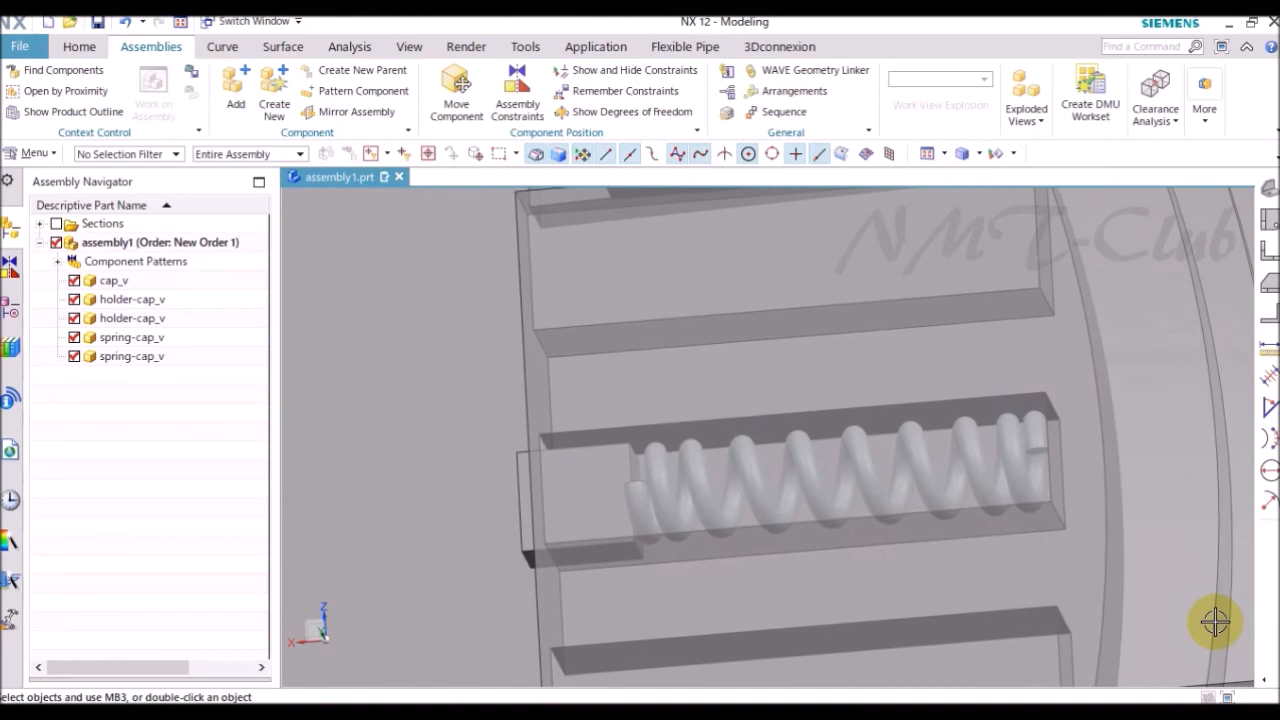 NX
Switch Window
NX 12 - Modeling
SIEMENS
File
Home
Assemblies
Curve
Surface
Analysis
View
Render
Tools
Application
Flexible Pipe
3Dconnexion
Find a Command
Find Components
Open by Proximity
Show Product Outline
Work on Assembly
Context Control
Add
Create New
Create New Parent
Pattern Component
Mirror Assembly
Component
Move Component
Assembly Constraints
Show and Hide Constraints
Remember Constraints
Show Degrees of Freedom
Component Position
WAVE Geometry Linker
Arrangements
Sequence
General
Work View Explosion
Exploded Views
Create DMU Workset
Clearance Analysis
More
Menu
No Selection Filter
Entire Assembly
Assembly Navigator
assembly1.prt
Descriptive Part Name
Sections
assembly1 (Order: New Order 1)
Component Patterns
cap_v
holder-cap_v
holder-cap_v
spring-cap_v
spring-cap_v
NMT-Club
Z
X
elect objects and use MB3, or double-click an object